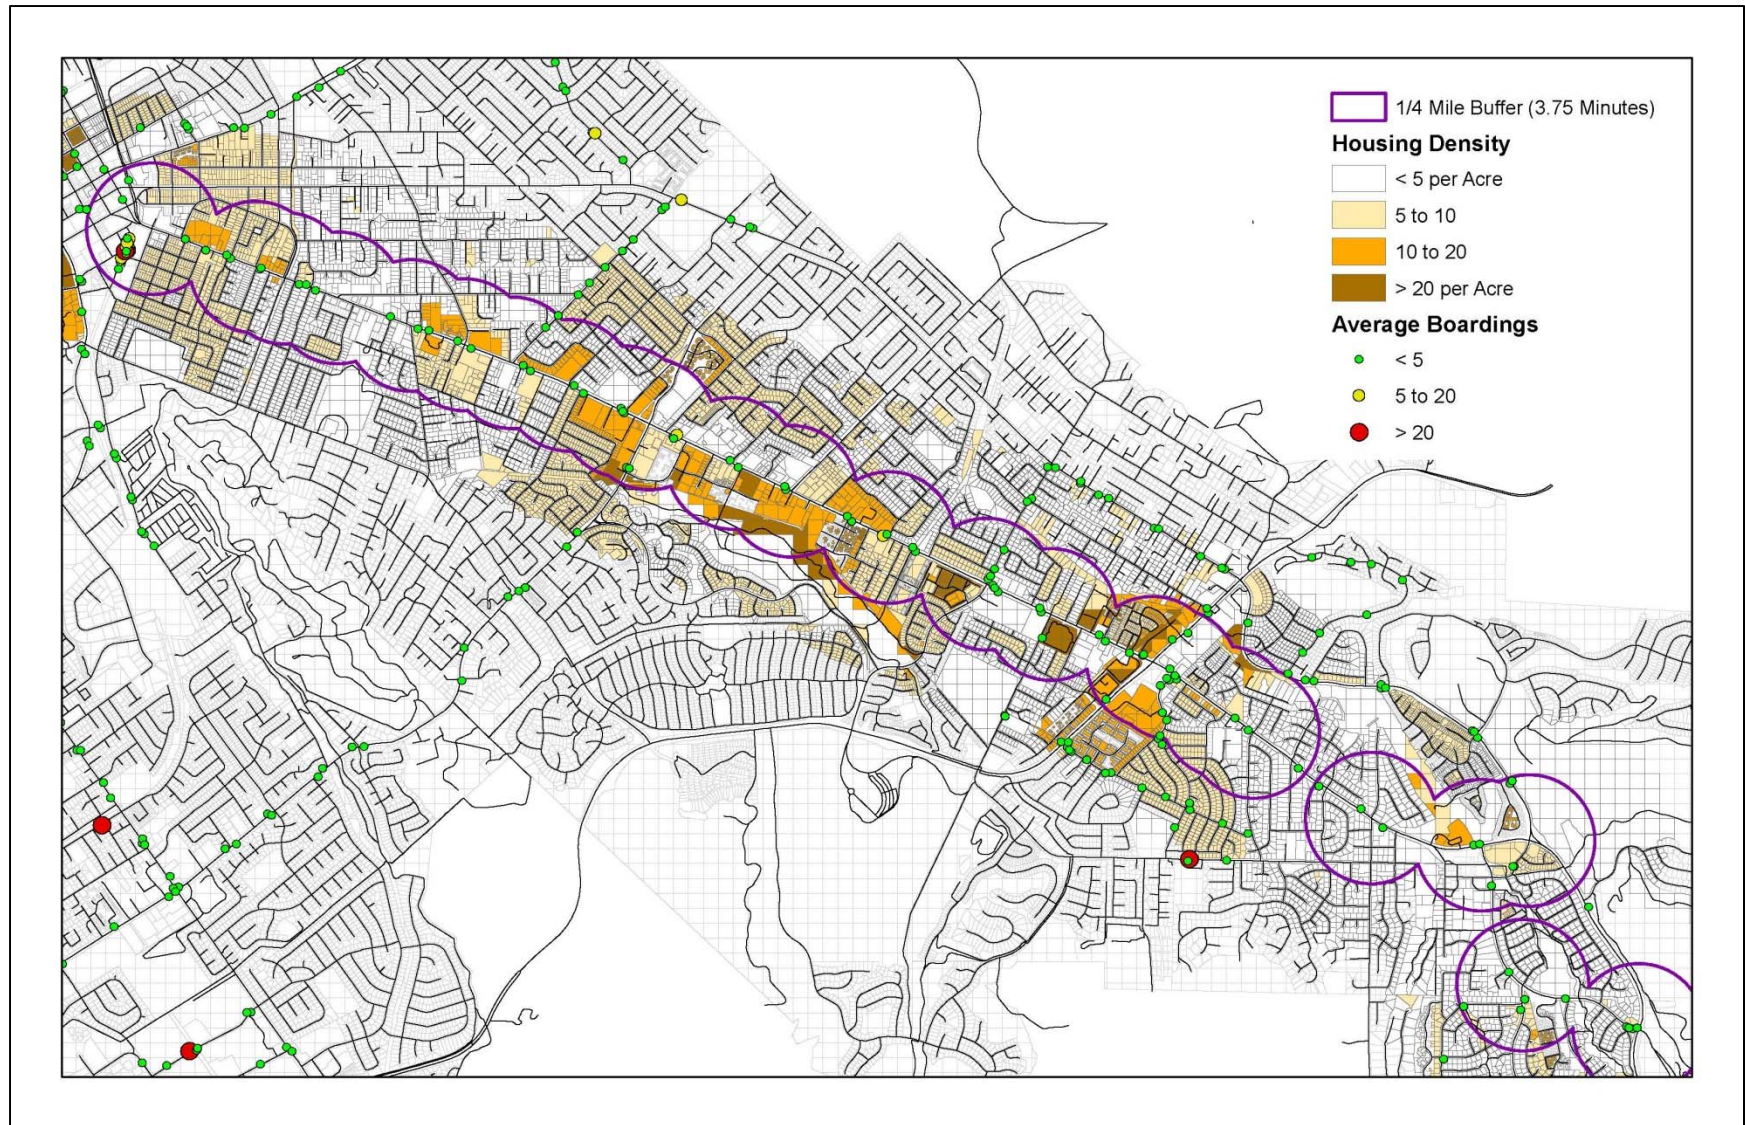 1/4 Mile Buffer (3.75 Minutes)
Housing Density
< 5 per Acre
5 to 10
10 to 20
> 20 per Acre
Average Boardings
< 5
5 to 20
> 20